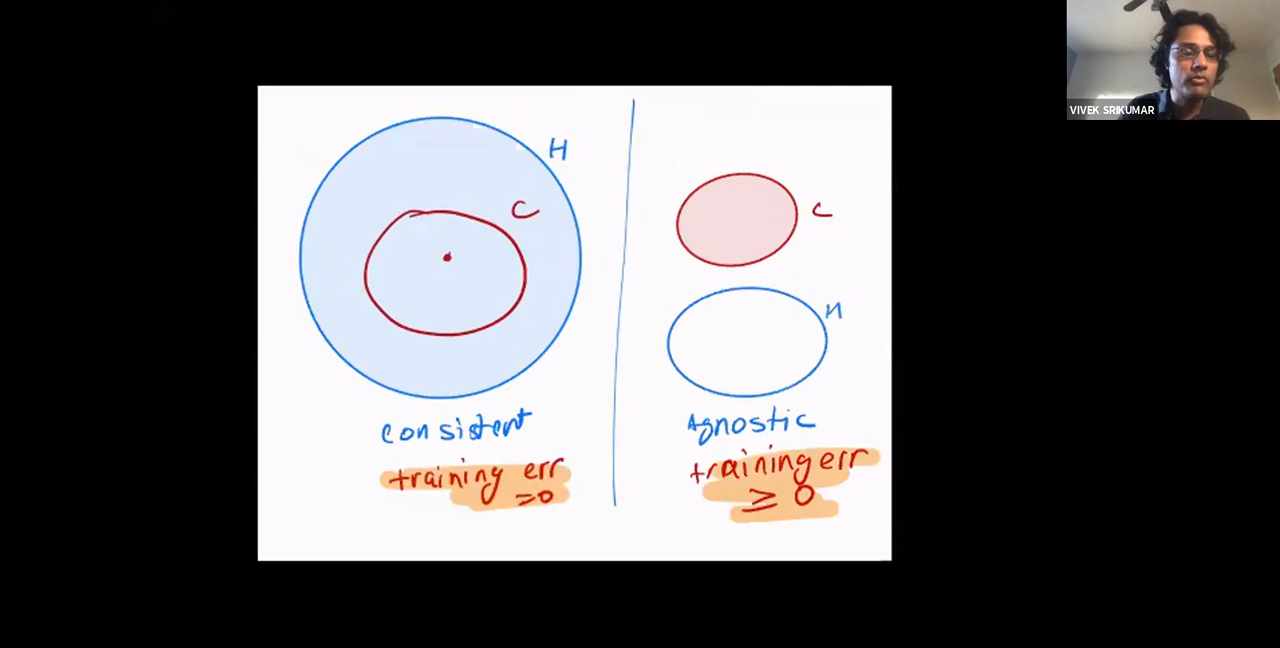 VIVEK SRIKUMAR
H
C
consistent
training err
=0
C
H
Agnostic
training err
≥ 0